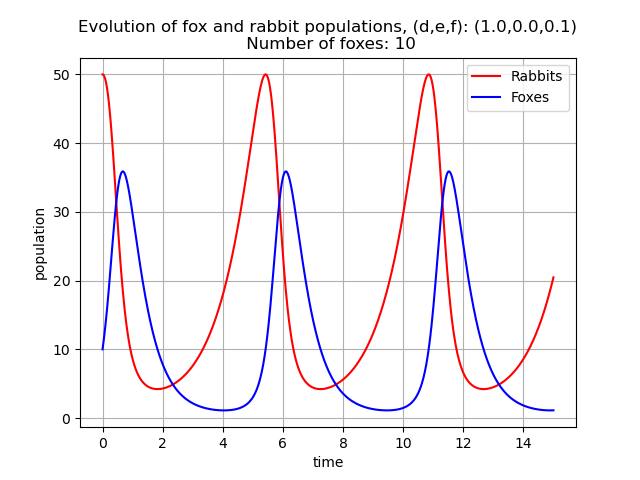 Evolution of fox and rabbit populations, (d,e,f): (1.0,0.0,0.1)
Number of foxes: 10
Rabbits
Foxes
50
40
30
20
10
0
population
0 2 4 6 8 10 12 14
time